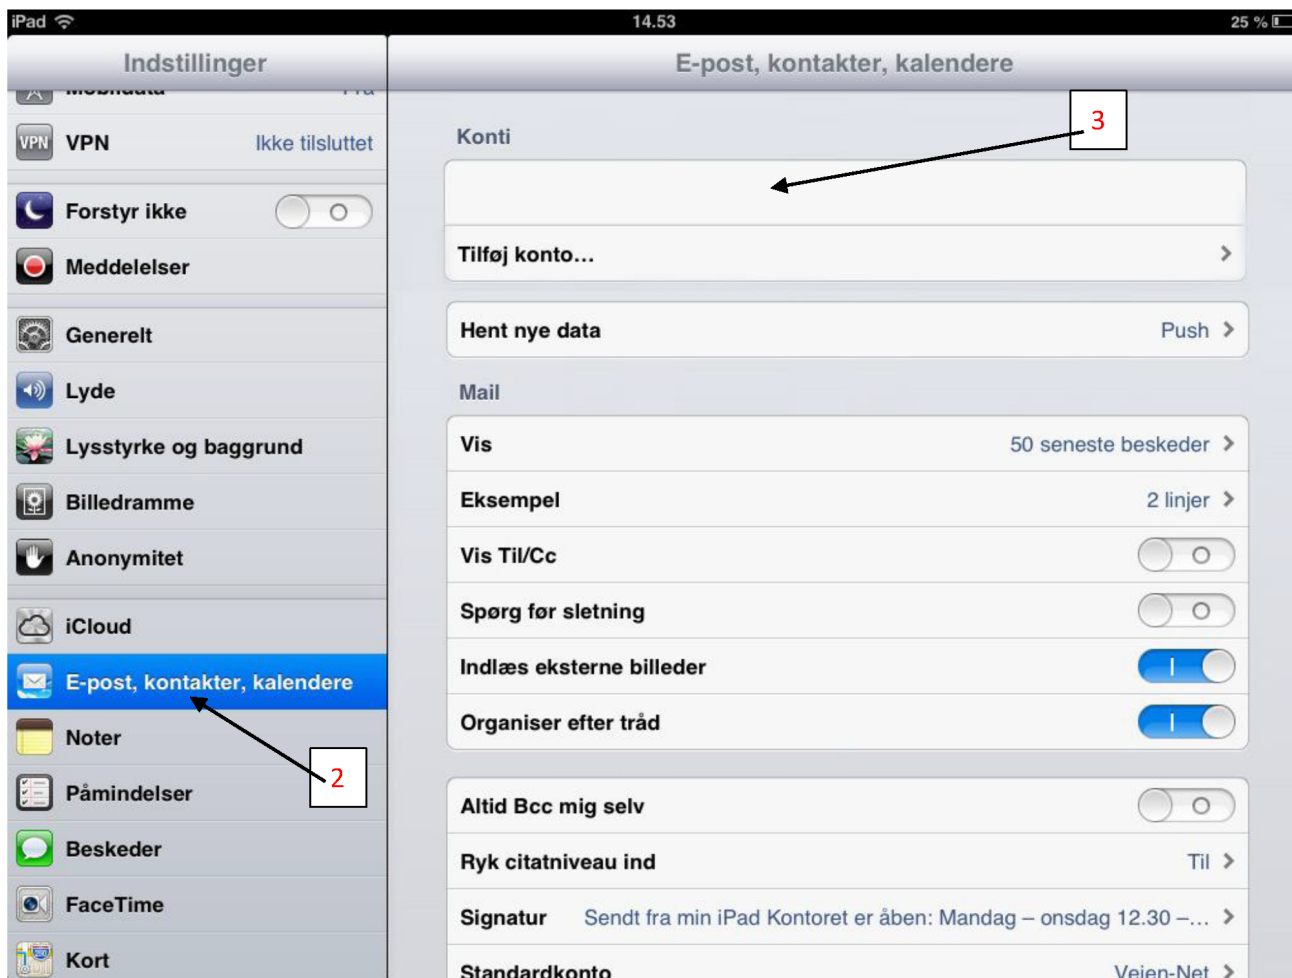 iPad 14.53 25 %
Indstillinger
E-post, kontakter, kalendere
Mobildata Fra
VPN VPN Ikke tilsluttet
Forstyr ikke
Meddelelser
Generelt
Lyde
Lysstyrke og baggrund
Billedramme
Anonymitet
iCloud
E-post, kontakter, kalendere
2
Noter
Påmindelser
Beskeder
FaceTime
Kort
3
Konti
Tilføj konto...
Hent nye data Push
Mail
Vis 50 seneste beskeder
Eksempel 2 linjer
Vis Til/Cc
Spørg før sletning
Indlæs eksterne billeder
Organiser efter tråd
Altid Bcc mig selv
Ryk citatniveau ind Til
Signatur Sendt fra min iPad Kontoret er åben: Mandag – onsdag 12.30 –...
Standardkonto Vejen-Net